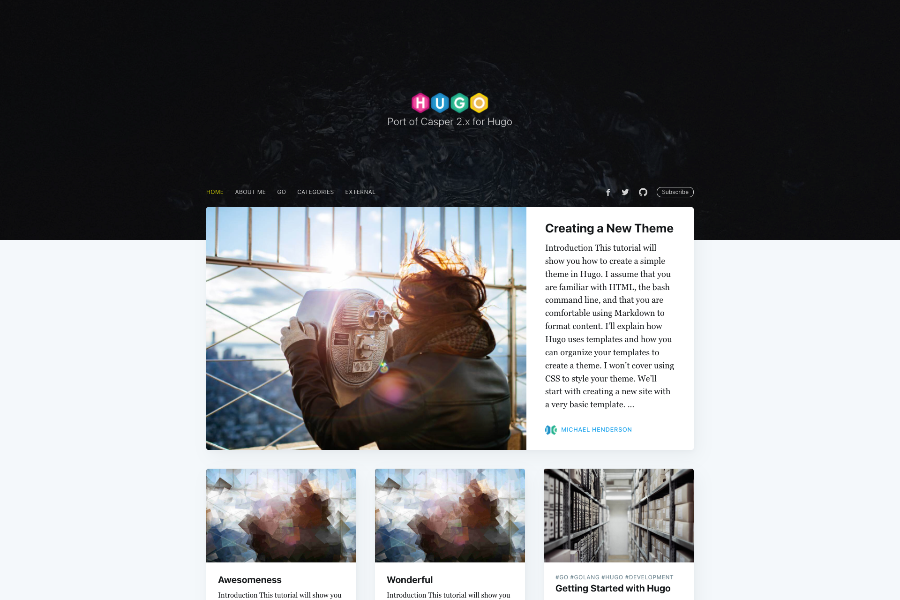 HUGO
Port of Casper 2.x for Hugo
HOME ABOUT ME GO CATEGORIES EXTERNAL Subscribe
Creating a New Theme
Introduction This tutorial will
show you how to create a simple
theme in Hugo. I assume that you
are familiar with HTML, the bash
command line, and that you are
comfortable using Markdown to
format content. I'll explain how
Hugo uses templates and how you
can organize your templates to
create a theme. I won't cover using
CSS to style your theme. We'll
start with creating a new site with
a very basic template. ...
MICHAEL HENDERSON
Awesomeness
Introduction This tutorial will show you
Wonderful
Introduction This tutorial will show you
#GO #GOLANG #HUGO #DEVELOPMENT
Getting Started with Hugo